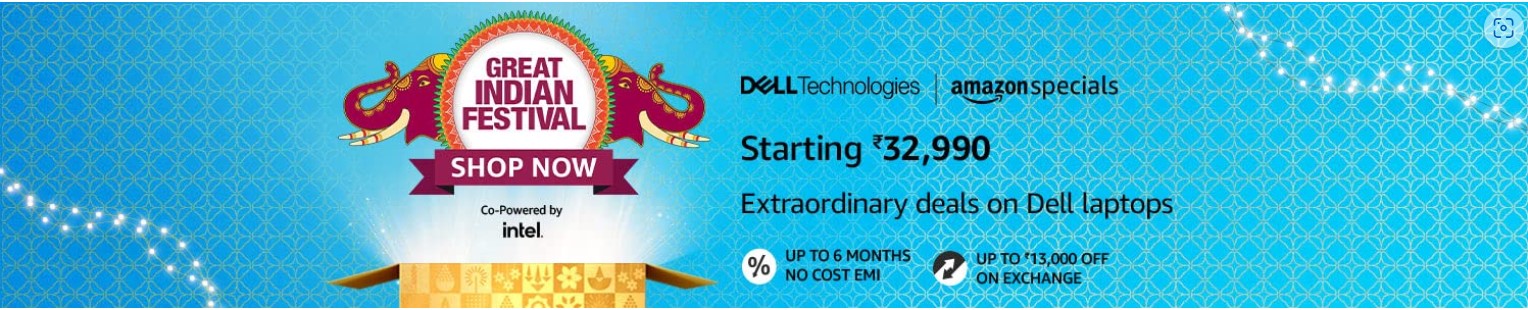 GREAT
INDIAN
FESTIVAL
SHOP NOW
Co-Powered by
intel.
DELLTechnologies | amazonspecials
Starting ₹32,990
Extraordinary deals on Dell laptops
% UP TO 6 MONTHS
NO COST EMI
UP TO ₹13,000 OFF
ON EXCHANGE